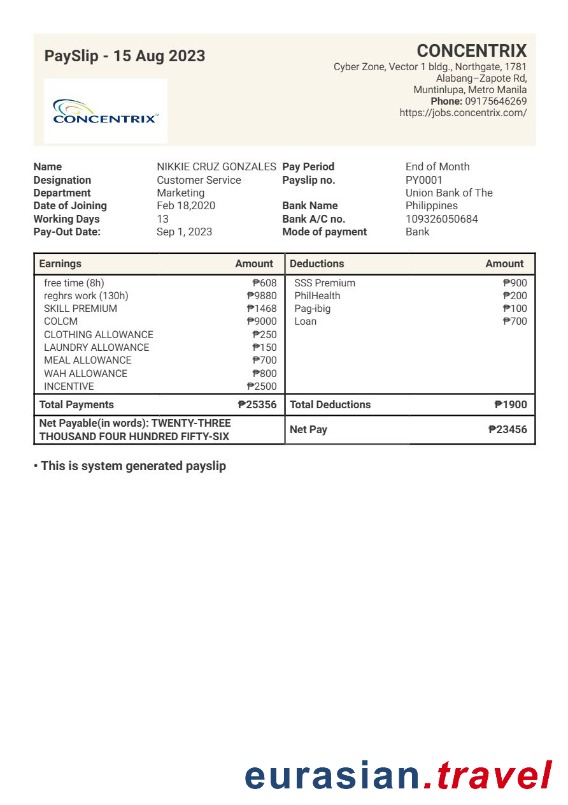 PaySlip - 15 Aug 2023
CONCENTRIX
Cyber Zone, Vector 1 bldg., Northgate, 1781
Alabang–Zapote Rd,
Muntinlupa, Metro Manila
Phone: 09175646269
https://jobs.concentrix.com/
CONCENTRIX
Name NIKKIE CRUZ GONZALES Pay Period End of Month
Designation Customer Service Payslip no. PY0001
Department Marketing Union Bank of The
Date of Joining Feb 18,2020 Bank Name Philippines
Working Days 13 Bank A/C no. 109326050684
Pay-Out Date: Sep 1, 2023 Mode of payment Bank
Earnings Amount Deductions Amount
free time (8h) ₱608 SSS Premium ₱900
reghrs work (130h) ₱9880 PhilHealth ₱200
SKILL PREMIUM ₱1468 Pag-ibig ₱100
COLCM ₱9000 Loan ₱700
CLOTHING ALLOWANCE ₱250
LAUNDRY ALLOWANCE ₱150
MEAL ALLOWANCE ₱700
WAH ALLOWANCE ₱800
INCENTIVE ₱2500
Total Payments ₱25356 Total Deductions ₱1900
Net Payable(in words): TWENTY-THREE
THOUSAND FOUR HUNDRED FIFTY-SIX
Net Pay ₱23456
• This is system generated payslip
eurasian.travel